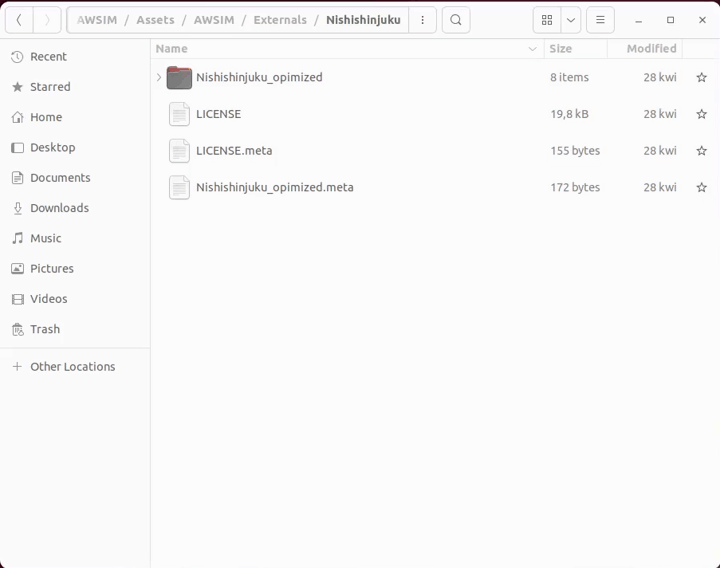 AWSIM / Assets / AWSIM / Externals / Nishishinjuku
Name Size Modified
Recent
Nishishinjuku_opimized 8 items 28 kwi
Starred
LICENSE 19,8 kB 28 kwi
Home
Desktop
LICENSE.meta 155 bytes 28 kwi
Documents
Nishishinjuku_opimized.meta 172 bytes 28 kwi
Downloads
Music
Pictures
Videos
Trash
Other Locations